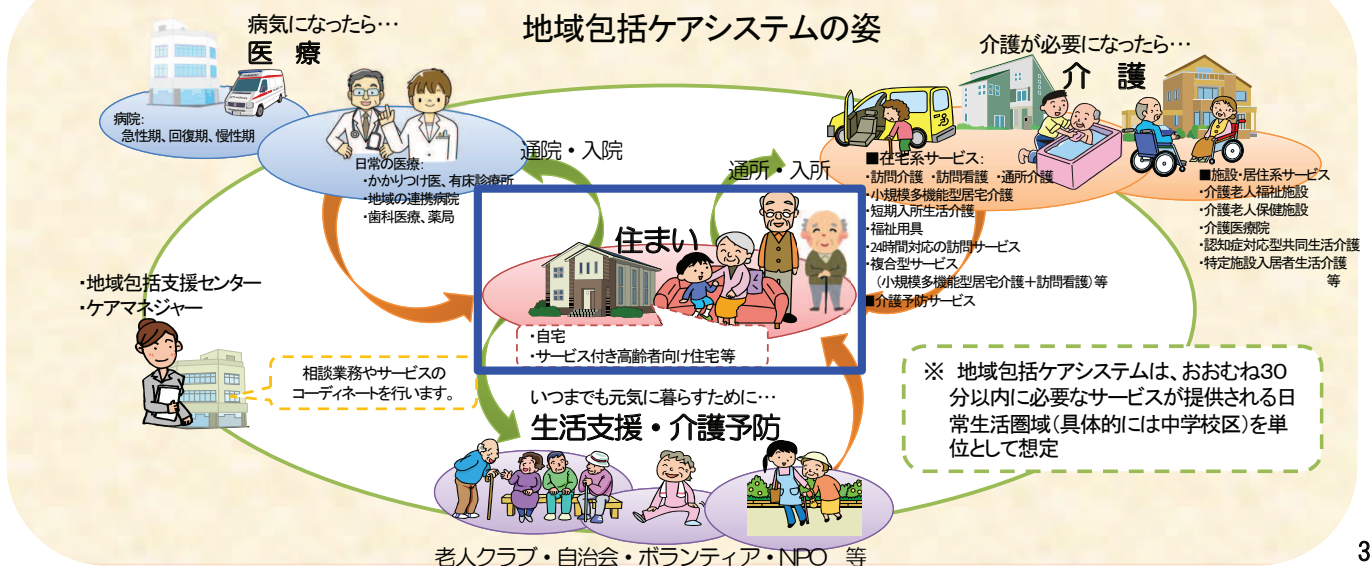 地域包括ケアシステムの姿
病気になったら…
医 療
病院:
急性期、回復期、慢性期
日常の医療:
・かかりつけ医、有床診療所
・地域の連携病院
・歯科医療、薬局
通院・入院
通所・入所
介護が必要になったら…
介 護
■在宅系サービス:
・訪問介護 ・訪問看護 ・通所介護
・小規模多機能型居宅介護
・短期入所生活介護
・福祉用具
・24時間対応の訪問サービス
・複合型サービス
(小規模多機能型居宅介護+訪問看護)等
■介護予防サービス
■施設・居住系サービス
・介護老人福祉施設
・介護老人保健施設
・介護医療院
・認知症対応型共同生活介護
・特定施設入居者生活介護
等
住まい
・自宅
・サービス付き高齢者向け住宅等
・地域包括支援センター
・ケアマネジャー
相談業務やサービスの
コーディネートを行います。
いつまでも元気に暮らすために…
生活支援・介護予防
老人クラブ・自治会・ボランティア・NPO 等
※ 地域包括ケアシステムは、おおむね30
分以内に必要なサービスが提供される日
常生活圏域(具体的には中学校区)を単
位として想定
3